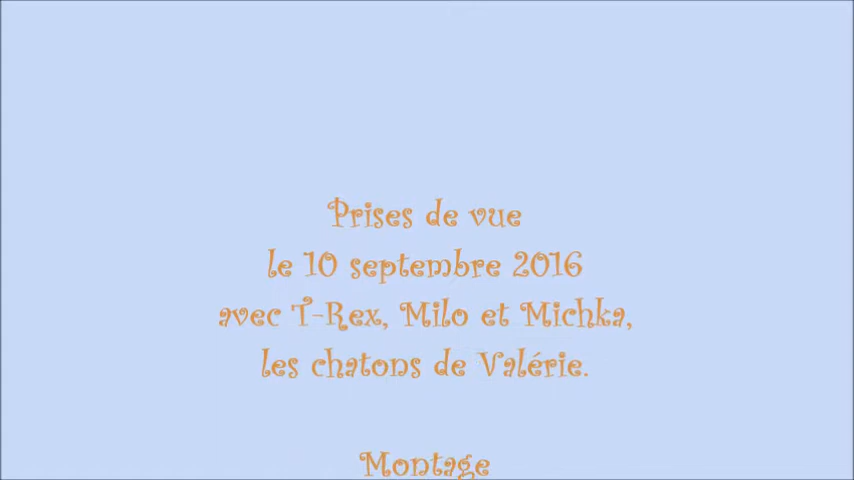 Prises de vue
le 10 septembre 2016
avec T-Rex, Milo et Michka,
les chatons de Valérie.
Montage